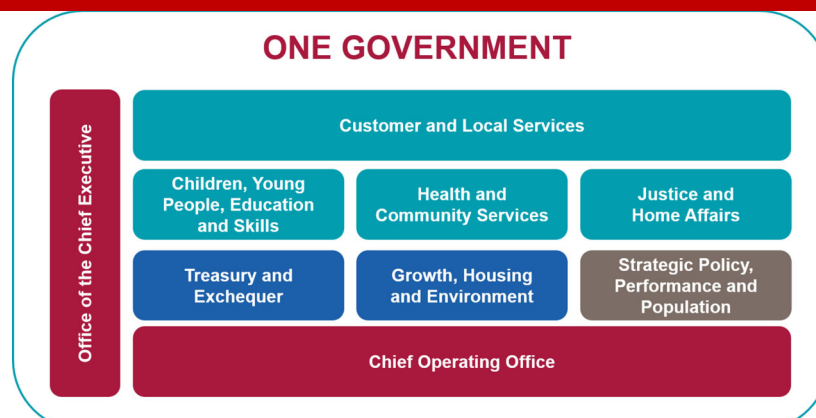 ONE GOVERNMENT
Office of the Chief Executive
Customer and Local Services
Children, Young
People, Education
and Skills
Health and
Community Services
Justice and
Home Affairs
Treasury and
Exchequer
Growth, Housing
and Environment
Strategic Policy,
Performance and
Population
Chief Operating Office